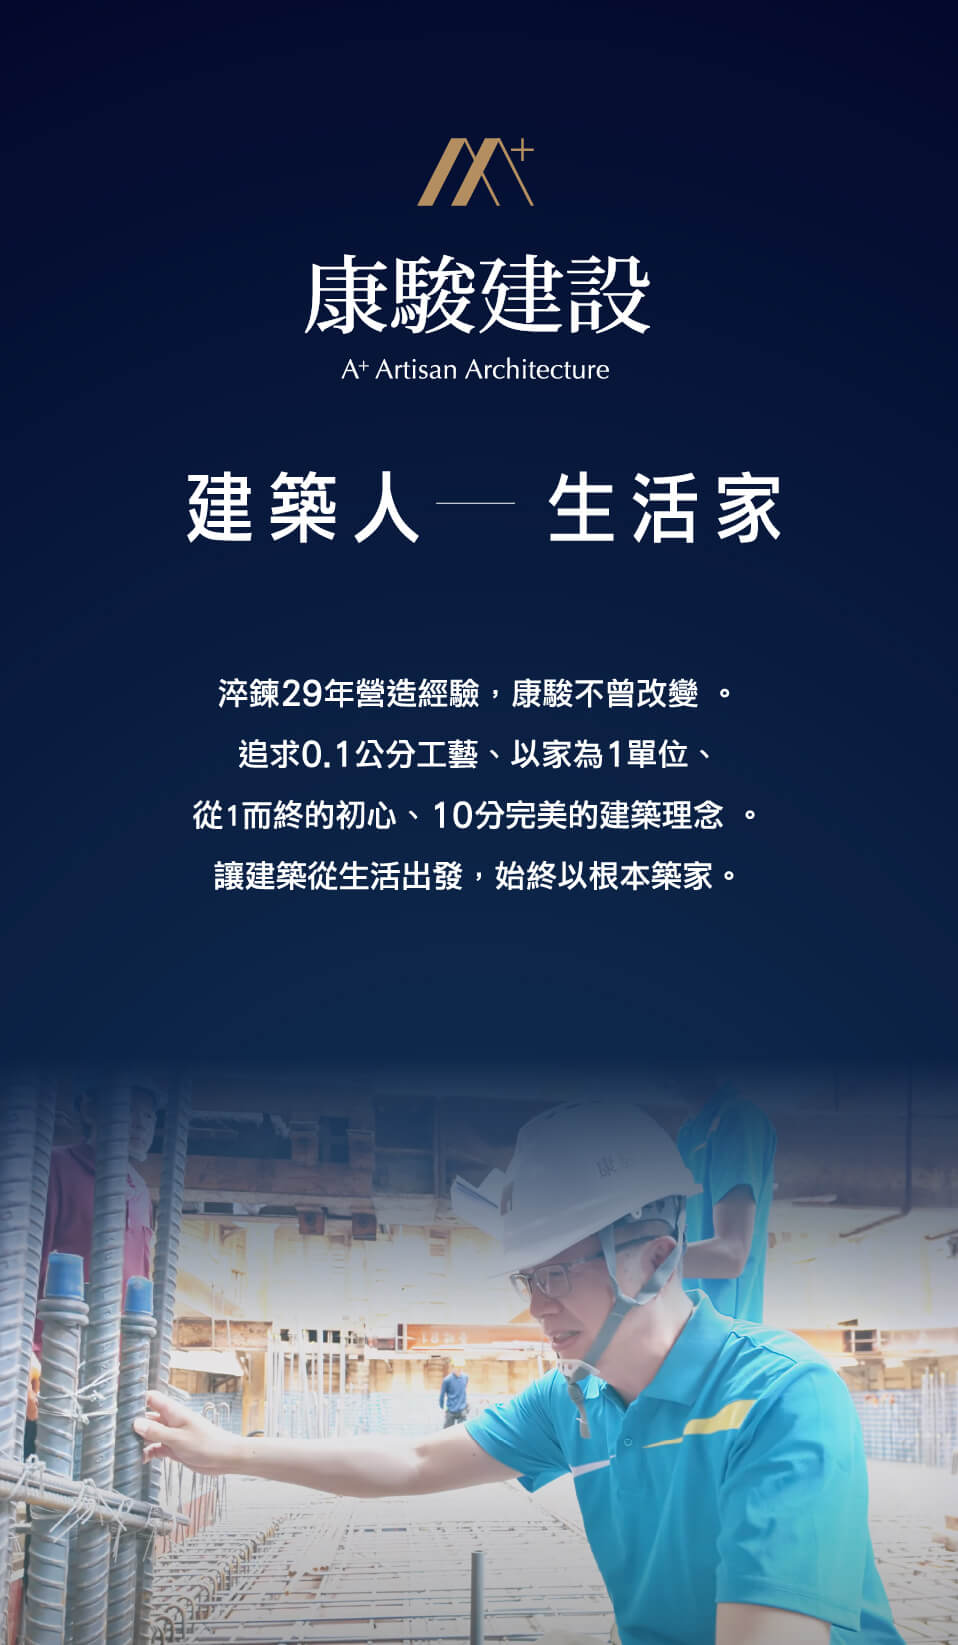 康駿建設
A+ Artisan Architecture
建築人── 生活家
淬鍊29年營造經驗，康駿不曾改變 。
追求0.1公分工藝、以家為1單位、
從1而終的初心、10分完美的建築理念 。
讓建築從生活出發，始終以根本築家。